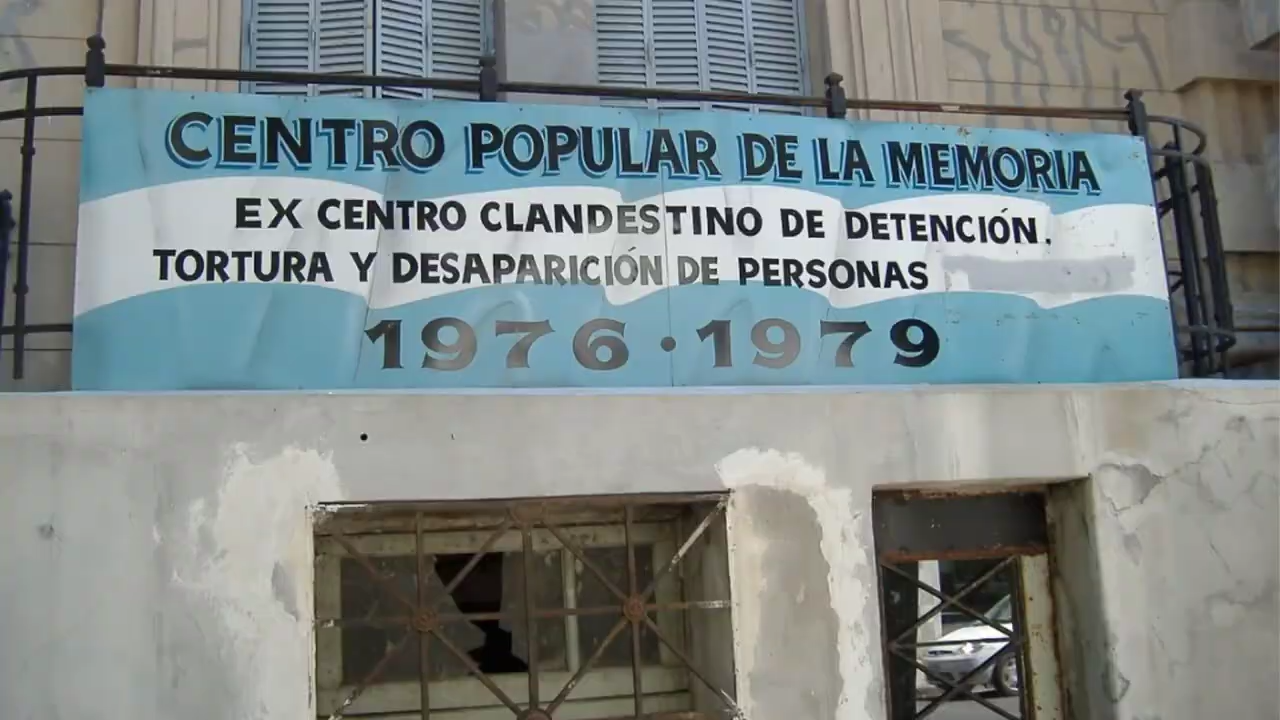 CENTRO POPULAR DE LA MEMORIA
EX CENTRO CLANDESTINO DE DETENCIÓN.
TORTURA Y DESAPARICIÓN DE PERSONAS
1976 • 1979